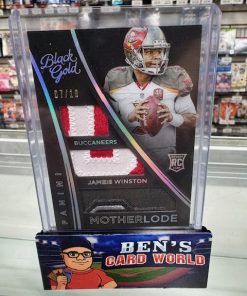 Black
Gold
07/10
BUCCANEERS
RC
JAMEIS WINSTON
PANINI
MOTHERLODE
BEN'S
CARD WORLD